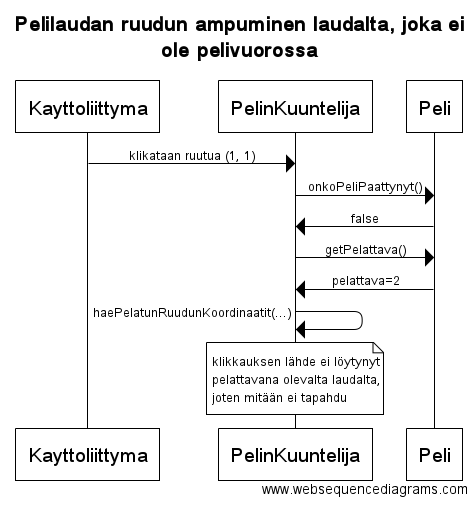 Pelilaudan ruudun ampuminen laudalta, joka ei
ole pelivuorossa
Kayttoliittyma PelinKuuntelija Peli
klikataan ruutua (1, 1)
onkoPeliPaattynyt()
false
getPelattava()
pelattava=2
haePelatunRuudunKoordinaatit(...)
klikkauksen lähde ei löytynyt
pelattavana olevalta laudalta,
joten mitään ei tapahdu
Kayttoliittyma PelinKuuntelija Peli
www.websequencediagrams.com